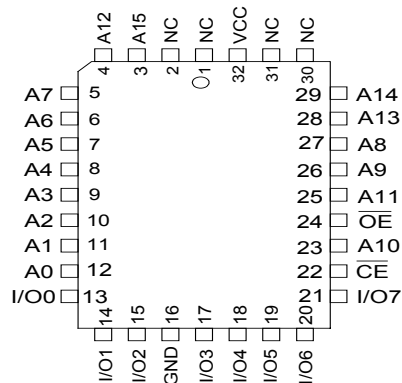 A12 A15 NC NC VCC NC NC
4 3 2 1 32 31 30
A7 5 29 A14
A6 6 28 A13
A5 7 27 A8
A4 8 26 A9
A3 9 25 A11
A2 10 24 OE
A1 11 23 A10
A0 12 22 CE
I/O0 13 21 I/O7
14 15 16 17 18 19 20
I/O1 I/O2 GND I/O3 I/O4 I/O5 I/O6